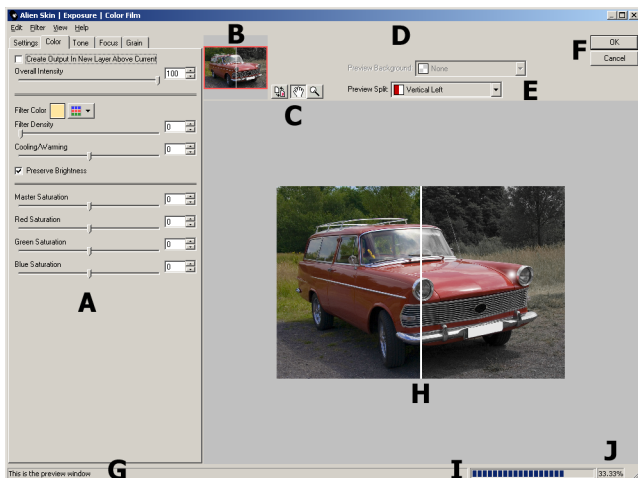 Alien Skin | Exposure | Color Film
Edit Filter View Help
Settings Color Tone Focus Grain
Create Output In New Layer Above Current
Overall Intensity 100
Filter Color
Filter Density 0
Cooling/Warming 0
Preserve Brightness
Master Saturation 0
Red Saturation 0
Green Saturation 0
Blue Saturation 0
A
B
C
D
Preview Background: None
Preview Split: Vertical Left
E
F
OK
Cancel
H
This is the preview window
G
I
J
33.33%